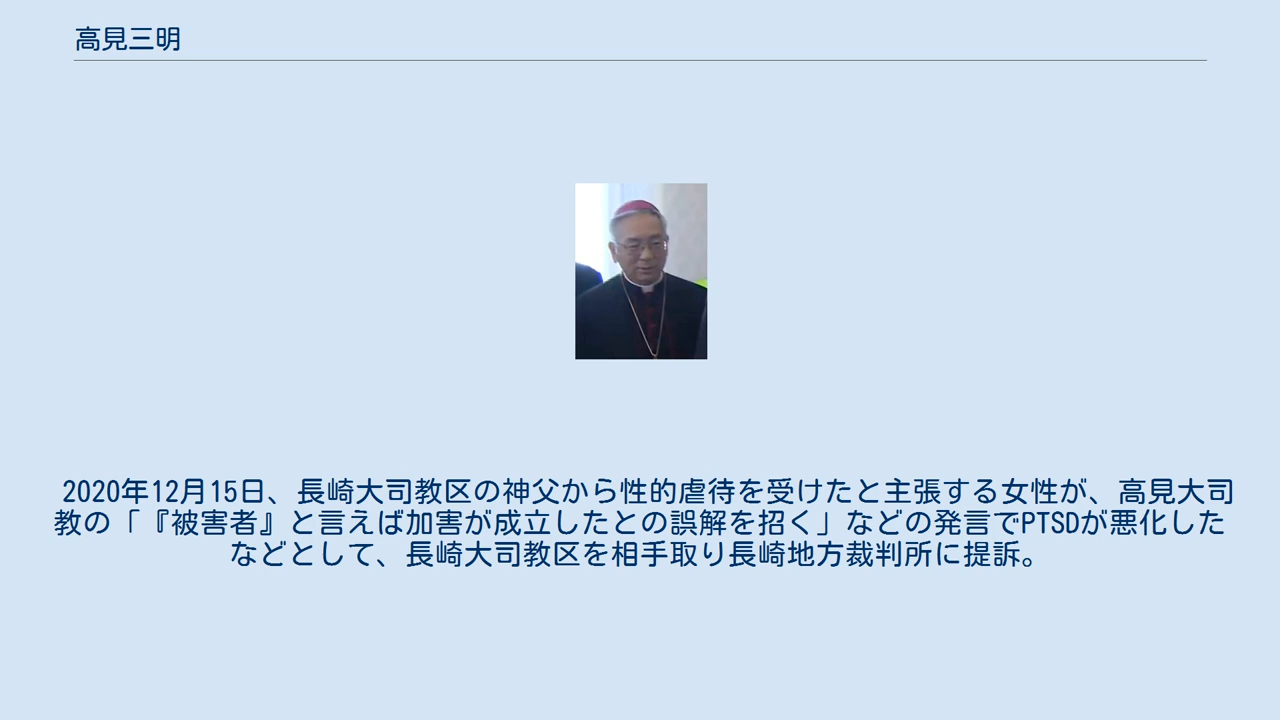 高見三明
2020年12月15日、長崎大司教区の神父から性的虐待を受けたと主張する女性が、高見大司
教の「『被害者』と言えば加害が成立したとの誤解を招く」などの発言でPTSDが悪化した
などとして、長崎大司教区を相手取り長崎地方裁判所に提訴。